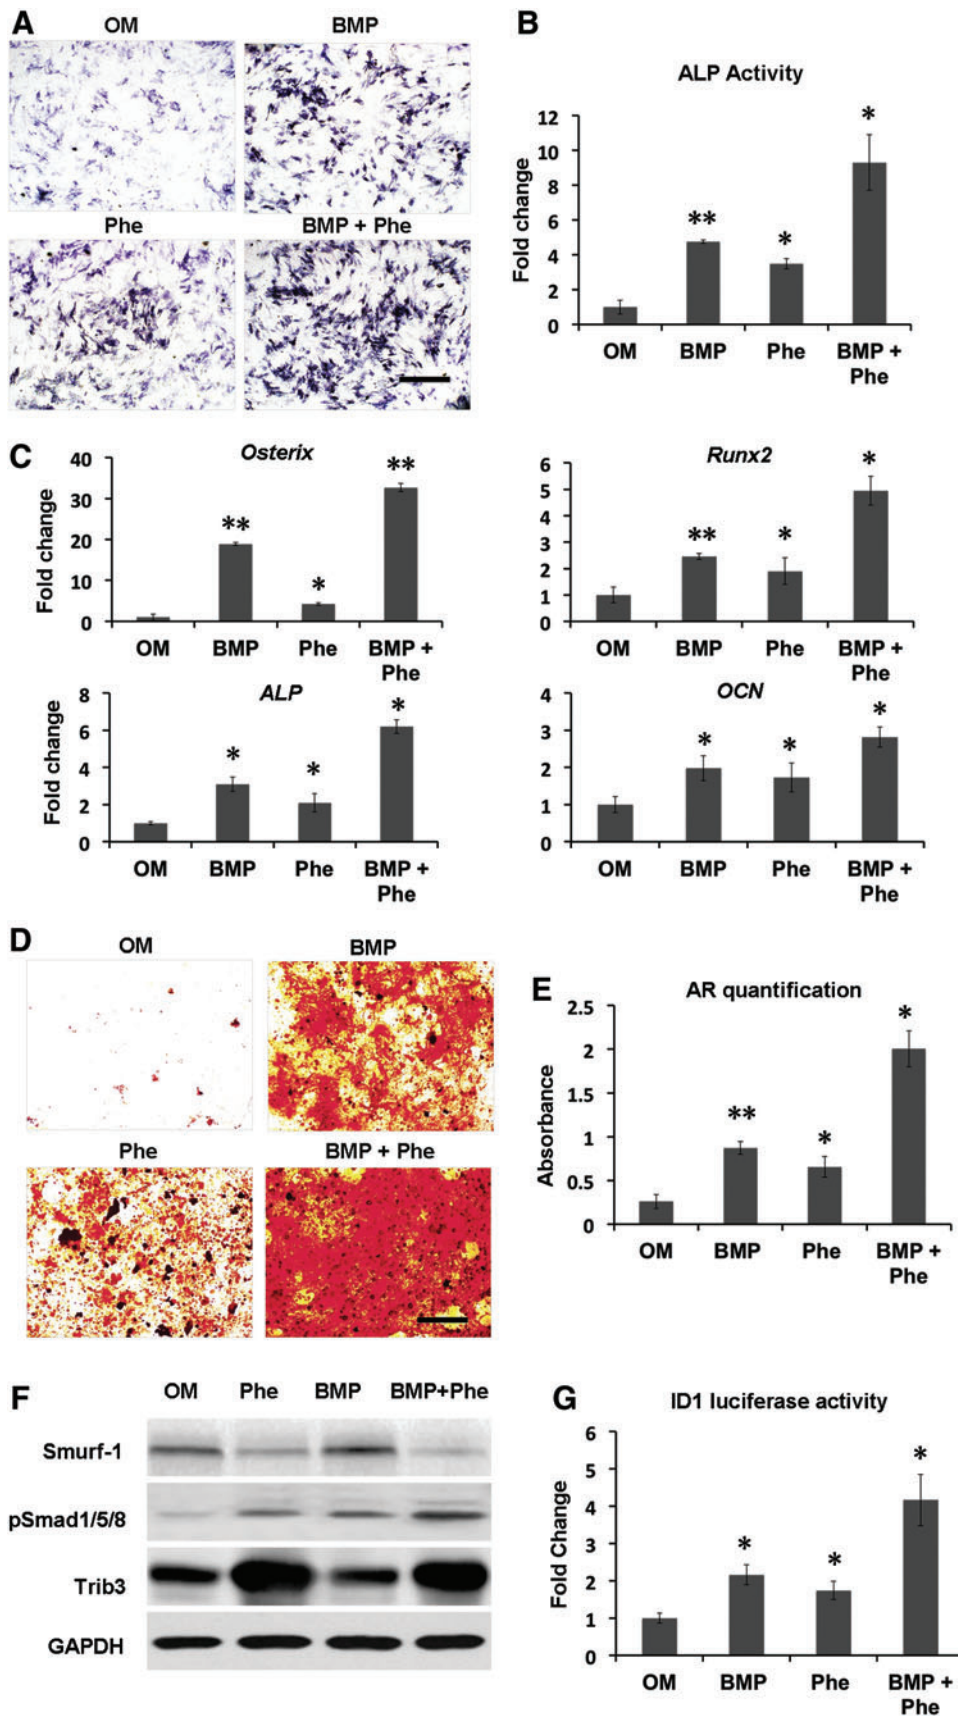 A
OM
BMP
Phe
BMP + Phe
B
ALP Activity
Fold change
12
10
8
6
4
2
0
**
*
*
OM
BMP
Phe
BMP +
Phe
C
Osterix
Fold change
40
30
20
10
0
**
*
**
OM
BMP
Phe
BMP +
Phe
Runx2
6
5
4
3
2
1
0
**
*
*
OM
BMP
Phe
BMP +
Phe
ALP
Fold change
8
6
4
2
0
*
*
*
OM
BMP
Phe
BMP +
Phe
OCN
4
3
2
1
0
*
*
*
OM
BMP
Phe
BMP +
Phe
D
OM
BMP
Phe
BMP + Phe
E
AR quantification
Absorbance
2.5
2
1.5
1
0.5
0
**
*
*
OM
BMP
Phe
BMP +
Phe
F
OM Phe BMP BMP+Phe
Smurf-1
pSmad1/5/8
Trib3
GAPDH
G
ID1 luciferase activity
Fold Change
6
5
4
3
2
1
0
*
*
*
OM
BMP
Phe
BMP +
Phe